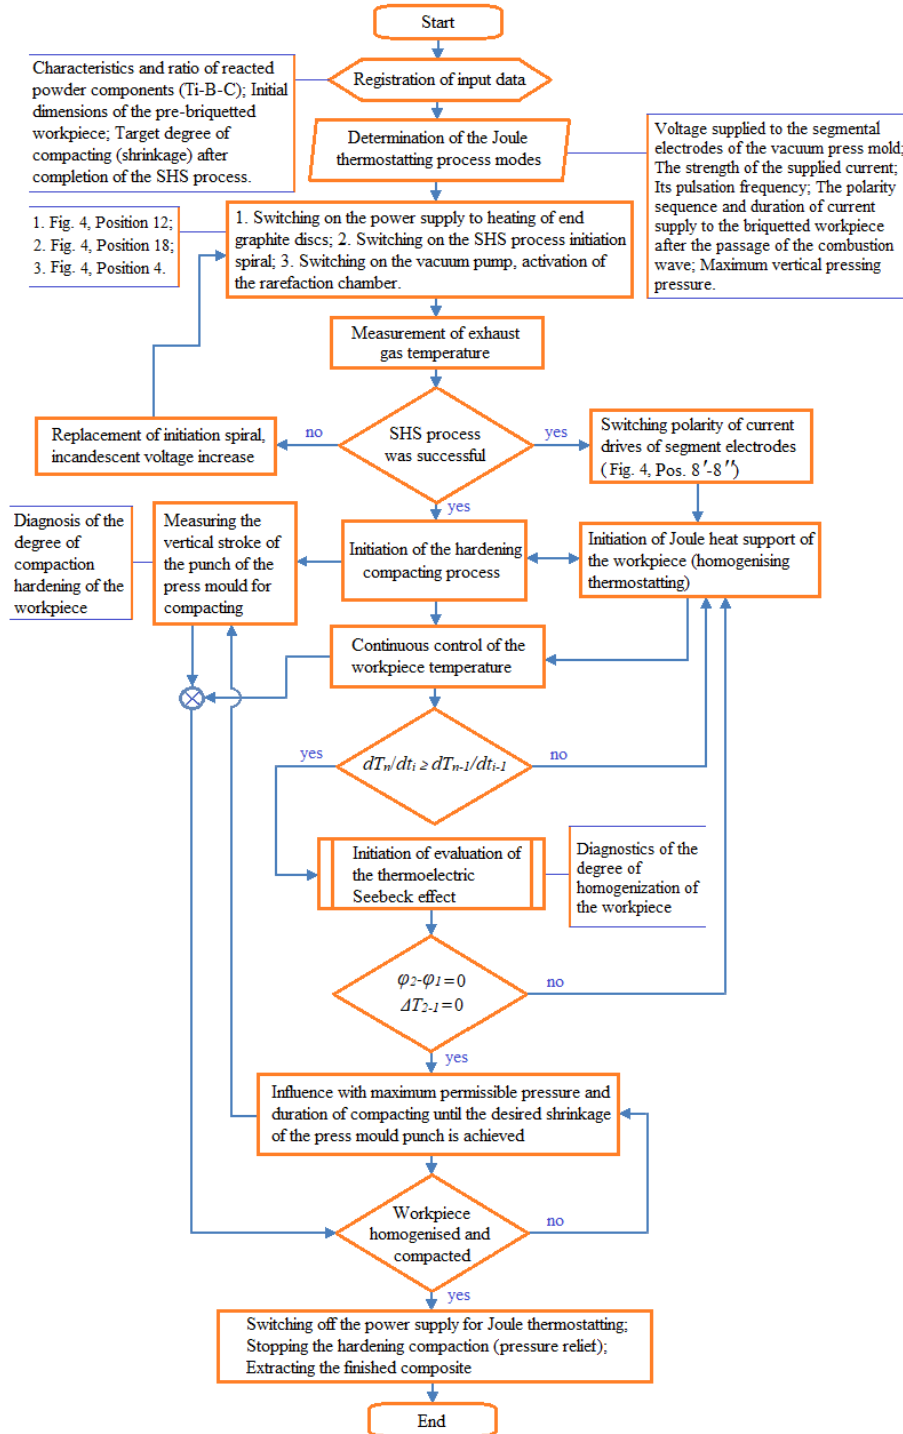 Start
Characteristics and ratio of reacted
powder components (Ti-B-C); Initial
dimensions of the pre-briquetted
workpiece; Target degree of
compacting (shrinkage) after
completion of the SHS process.
Registration of input data
Determination of the Joule
thermostatting process modes
Voltage supplied to the segmental
electrodes of the vacuum press mold;
The strength of the supplied current;
Its pulsation frequency; The polarity
sequence and duration of current
supply to the briquetted workpiece
after the passage of the combustion
wave; Maximum vertical pressing
pressure.
1. Fig. 4, Position 12;
2. Fig. 4, Position 18;
3. Fig. 4, Position 4.
1. Switching on the power supply to heating of end
graphite discs; 2. Switching on the SHS process initiation
spiral; 3. Switching on the vacuum pump, activation of
the rarefaction chamber.
Measurement of exhaust
gas temperature
Replacement of initiation spiral,
incandescent voltage increase
no
SHS process
was successful
yes
Switching polarity of current
drives of segment electrodes
(Fig. 4, Pos. 8′-8′′)
yes
Diagnosis of the
degree of
compaction
hardening of the
workpiece
Measuring the
vertical stroke of
the punch of the
press mould for
compacting
Initiation of the hardening
compacting process
Initiation of Joule heat support of
the workpiece (homogenising
thermostatting)
Continuous control of the
workpiece temperature
yes
dTn/dti ≥ dTn-1/dti-1
no
Initiation of evaluation of
the thermoelectric
Seebeck effect
Diagnostics of the
degree of
homogenization
of the workpiece
φ2-φ1=0
ΔT2-1=0
no
yes
Influence with maximum permissible pressure and
duration of compacting until the desired shrinkage
of the press mould punch is achieved
Workpiece
homogenised and
compacted
no
yes
Switching off the power supply for Joule thermostatting;
Stopping the hardening compaction (pressure relief);
Extracting the finished composite
End